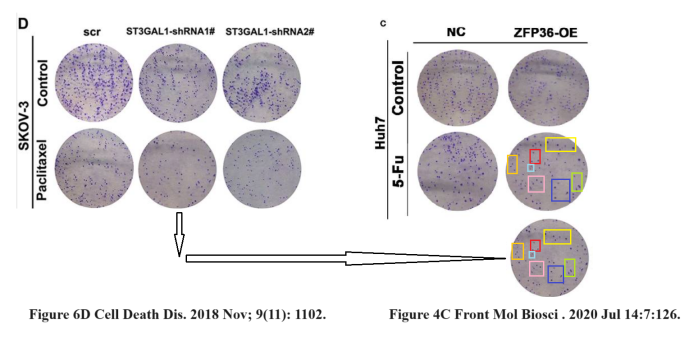 D
scr ST3GAL1-shRNA1# ST3GAL1-shRNA2#
SKOV-3
Control
Paclitaxel
c
NC ZFP36-OE
Huh7
Control
5-Fu
Figure 6D Cell Death Dis. 2018 Nov; 9(11): 1102.
Figure 4C Front Mol Biosci . 2020 Jul 14:7:126.